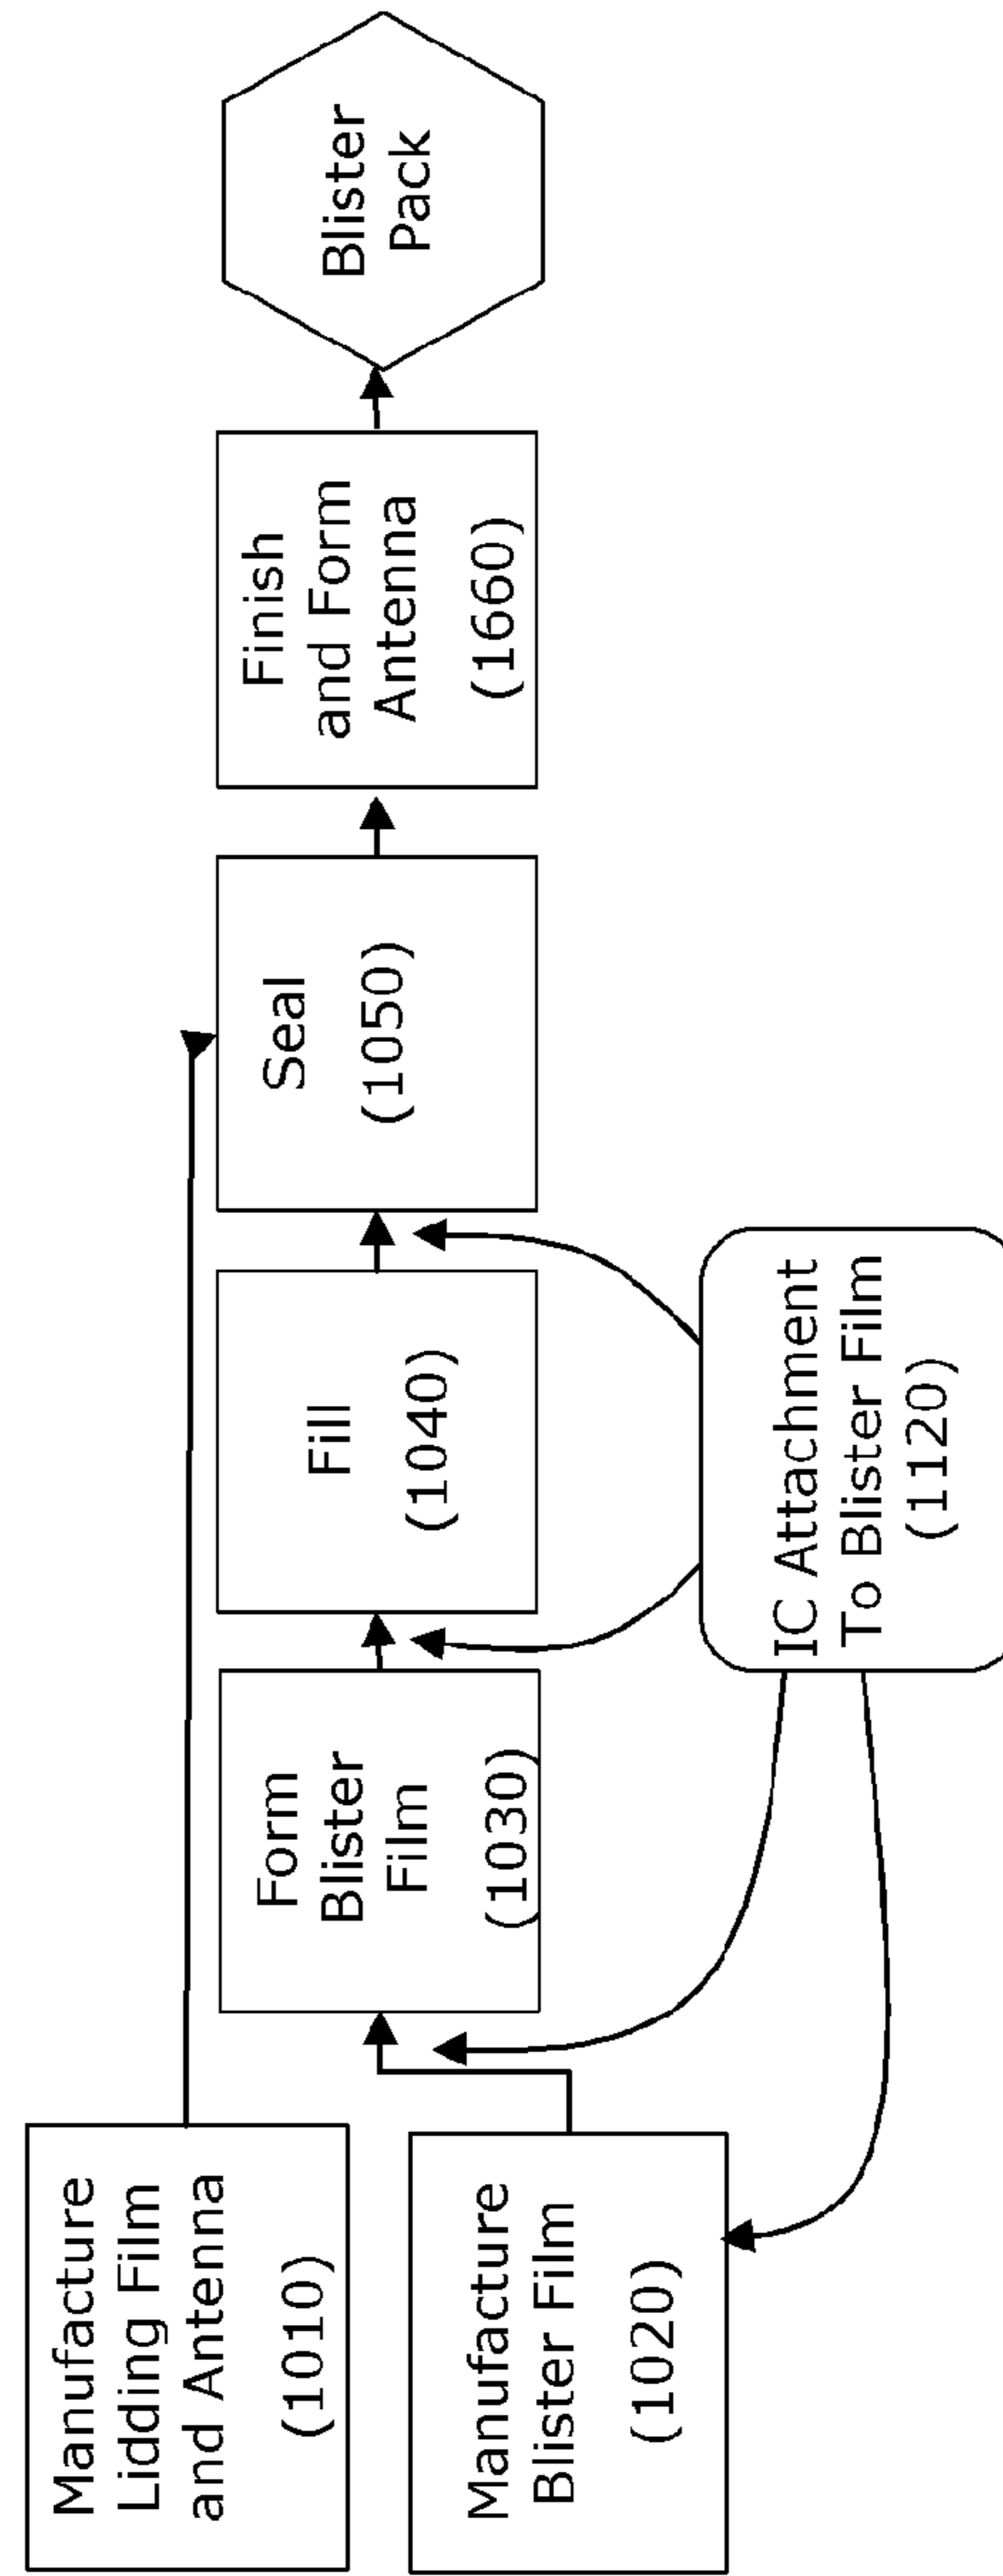 Manufacture
Lidding Film
and Antenna
(1010)
Manufacture
Blister Film
(1020)
Form
Blister
Film
(1030)
Fill
(1040)
Seal
(1050)
Finish
and Form
Antenna
(1660)
Blister
Pack
IC Attachment
To Blister Film
(1120)